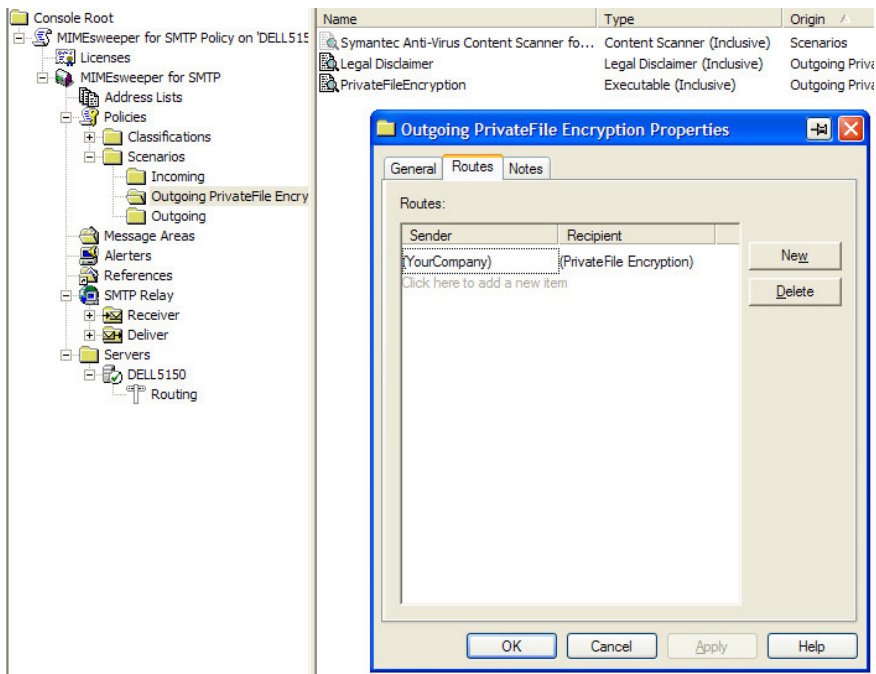 Console Root
MIMEsweeper for SMTP Policy on 'DELL515
Licenses
MIMEsweeper for SMTP
Address Lists
Policies
Classifications
Scenarios
Incoming
Outgoing PrivateFile Encry
Outgoing
Message Areas
Alerters
References
SMTP Relay
Receiver
Deliver
Servers
DELL5150
Routing
Name Type Origin
Symantec Anti-Virus Content Scanner fo... Content Scanner (Inclusive) Scenarios
Legal Disclaimer Legal Disclaimer (Inclusive) Outgoing Priva
PrivateFileEncryption Executable (Inclusive) Outgoing Priva
Outgoing PrivateFile Encryption Properties
General Routes Notes
Routes:
Sender Recipient
(YourCompany) (PrivateFile Encryption)
Click here to add a new item
New
Delete
OK Cancel Apply Help